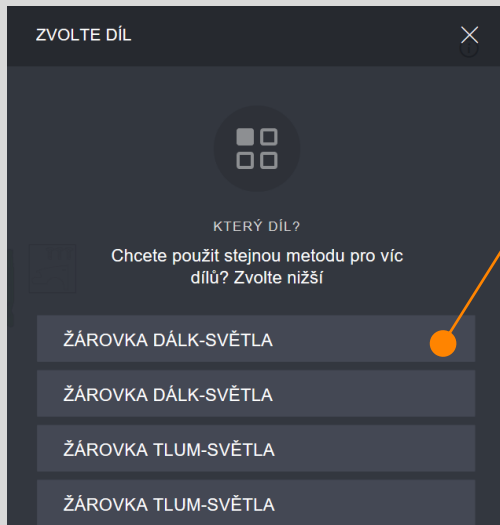 ZVOLTE DÍL
KTERÝ DÍL?
Chcete použit stejnou metodu pro víc
dílů? Zvolte nižší
ŽÁROVKA DÁLK-SVĚTLA
ŽÁROVKA DÁLK-SVĚTLA
ŽÁROVKA TLUM-SVĚTLA
ŽÁROVKA TLUM-SVĚTLA